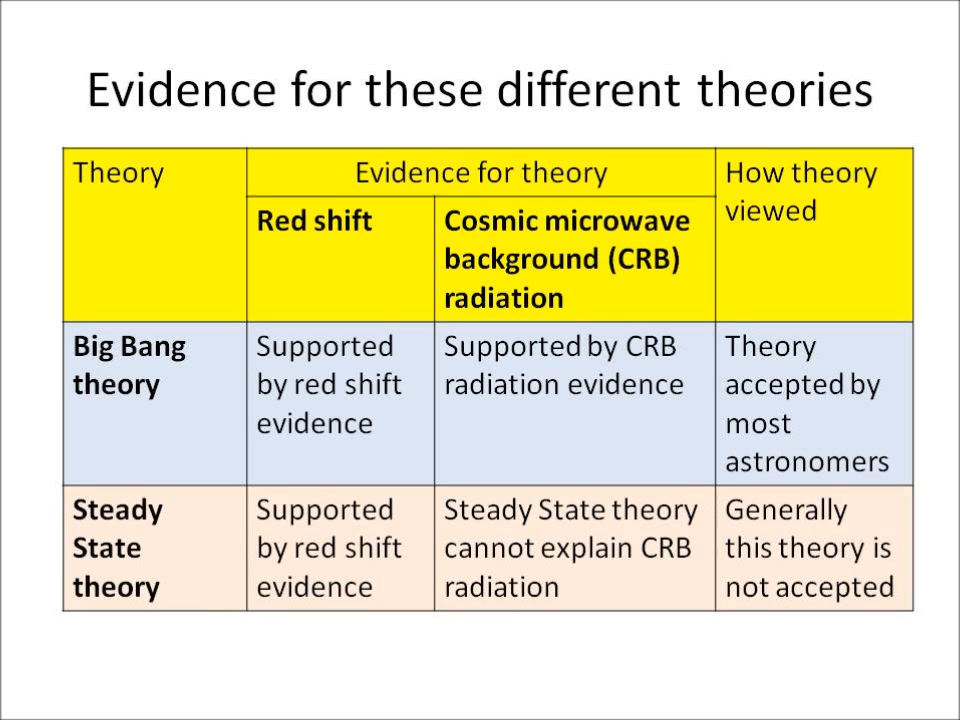 Evidence for these different theories
Theory
Evidence for theory
How theory
viewed
Red shift
Cosmic microwave
background (CRB)
radiation
Big Bang
theory
Supported
by red shift
evidence
Supported by CRB
radiation evidence
Theory
accepted by
most
astronomers
Steady
State
theory
Supported
by red shift
evidence
Steady State theory
cannot explain CRB
radiation
Generally
this theory is
not accepted